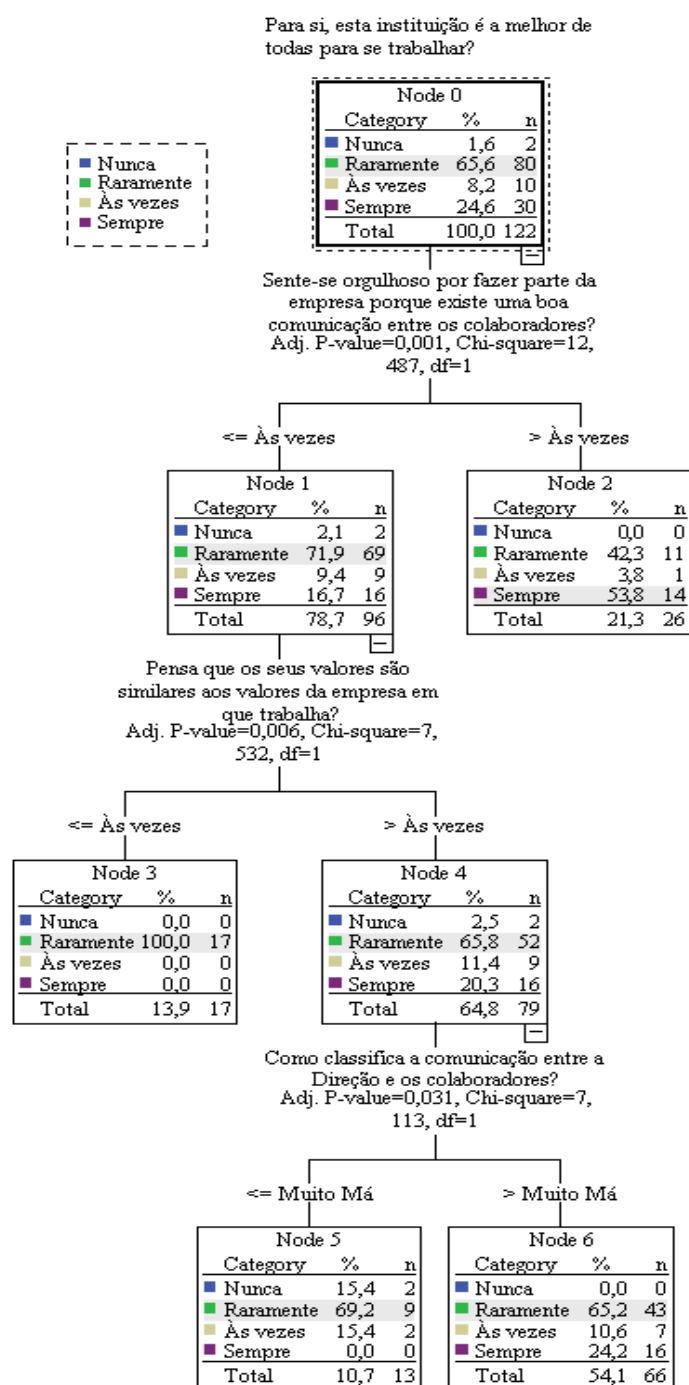 Para si, esta instituição é a melhor de
todas para se trabalhar?
Node 0
Category % n
Nunca 1,6 2
Raramente 65,6 80
Às vezes 8,2 10
Sempre 24,6 30
Total 100,0 122
Nunca
Raramente
Às vezes
Sempre
Sente-se orgulhoso por fazer parte da
empresa porque existe uma boa
comunicação entre os colaboradores?
Adj. P-value=0,001, Chi-square=12,
487, df=1
<= Às vezes
> Às vezes
Node 1
Category % n
Nunca 2,1 2
Raramente 71,9 69
Às vezes 9,4 9
Sempre 16,7 16
Total 78,7 96
Node 2
Category % n
Nunca 0,0 0
Raramente 42,3 11
Às vezes 3,8 1
Sempre 53,8 14
Total 21,3 26
Pensa que os seus valores são
similares aos valores da empresa em
que trabalha?
Adj. P-value=0,006, Chi-square=7,
532, df=1
<= Às vezes
> Às vezes
Node 3
Category % n
Nunca 0,0 0
Raramente 100,0 17
Às vezes 0,0 0
Sempre 0,0 0
Total 13,9 17
Node 4
Category % n
Nunca 2,5 2
Raramente 65,8 52
Às vezes 11,4 9
Sempre 20,3 16
Total 64,8 79
Como classifica a comunicação entre a
Direção e os colaboradores?
Adj. P-value=0,031, Chi-square=7,
113, df=1
<= Muito Má
> Muito Má
Node 5
Category % n
Nunca 15,4 2
Raramente 69,2 9
Às vezes 15,4 2
Sempre 0,0 0
Total 10,7 13
Node 6
Category % n
Nunca 0,0 0
Raramente 65,2 43
Às vezes 10,6 7
Sempre 24,2 16
Total 54,1 66